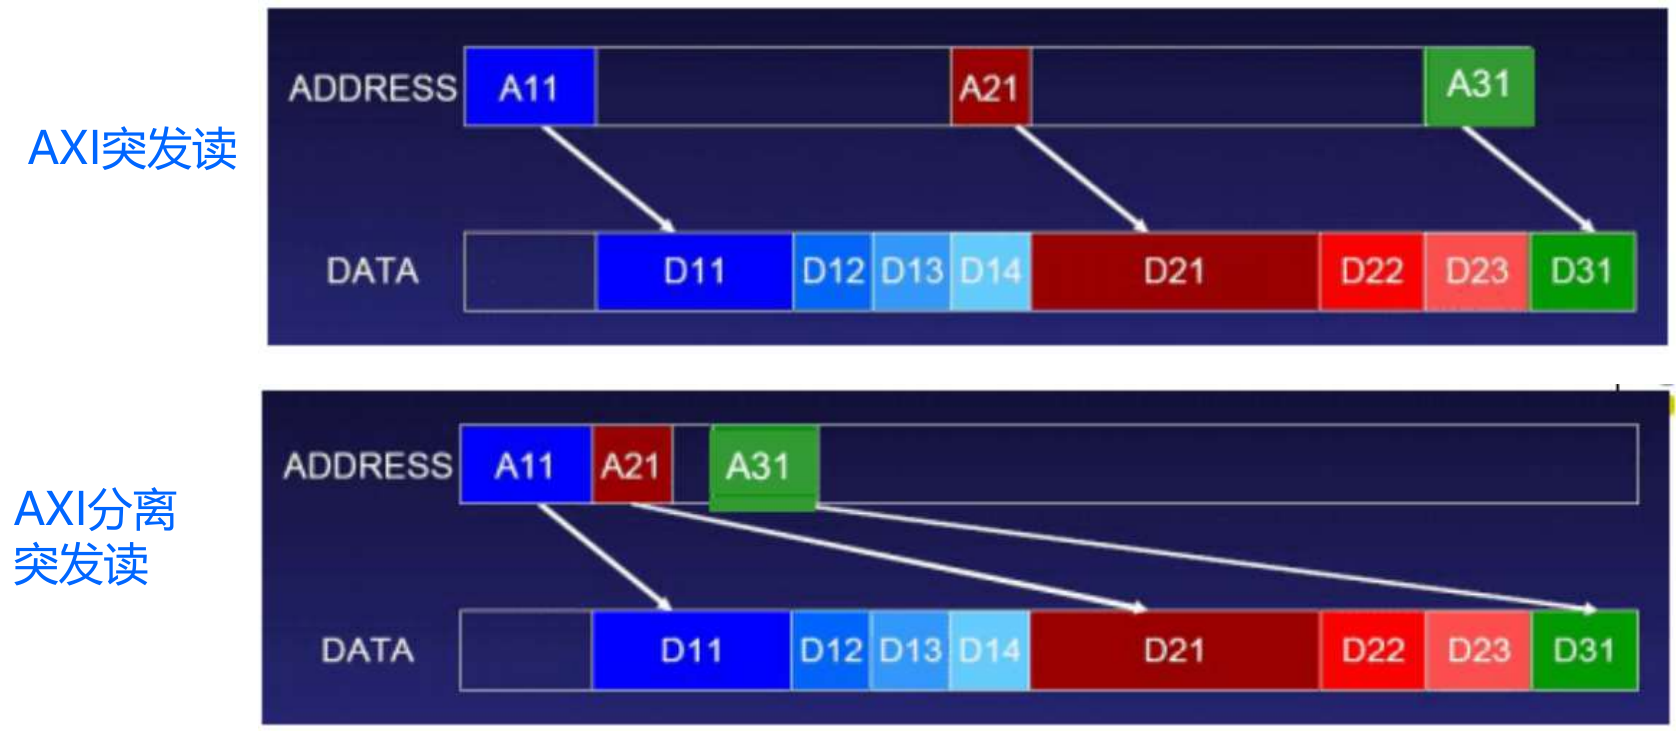 ADDRESS A11 A21 A31
AXI突发读
DATA D11 D12 D13 D14 D21 D22 D23 D31
ADDRESS A11 A21 A31
AXI分离
突发读
DATA D11 D12 D13 D14 D21 D22 D23 D31